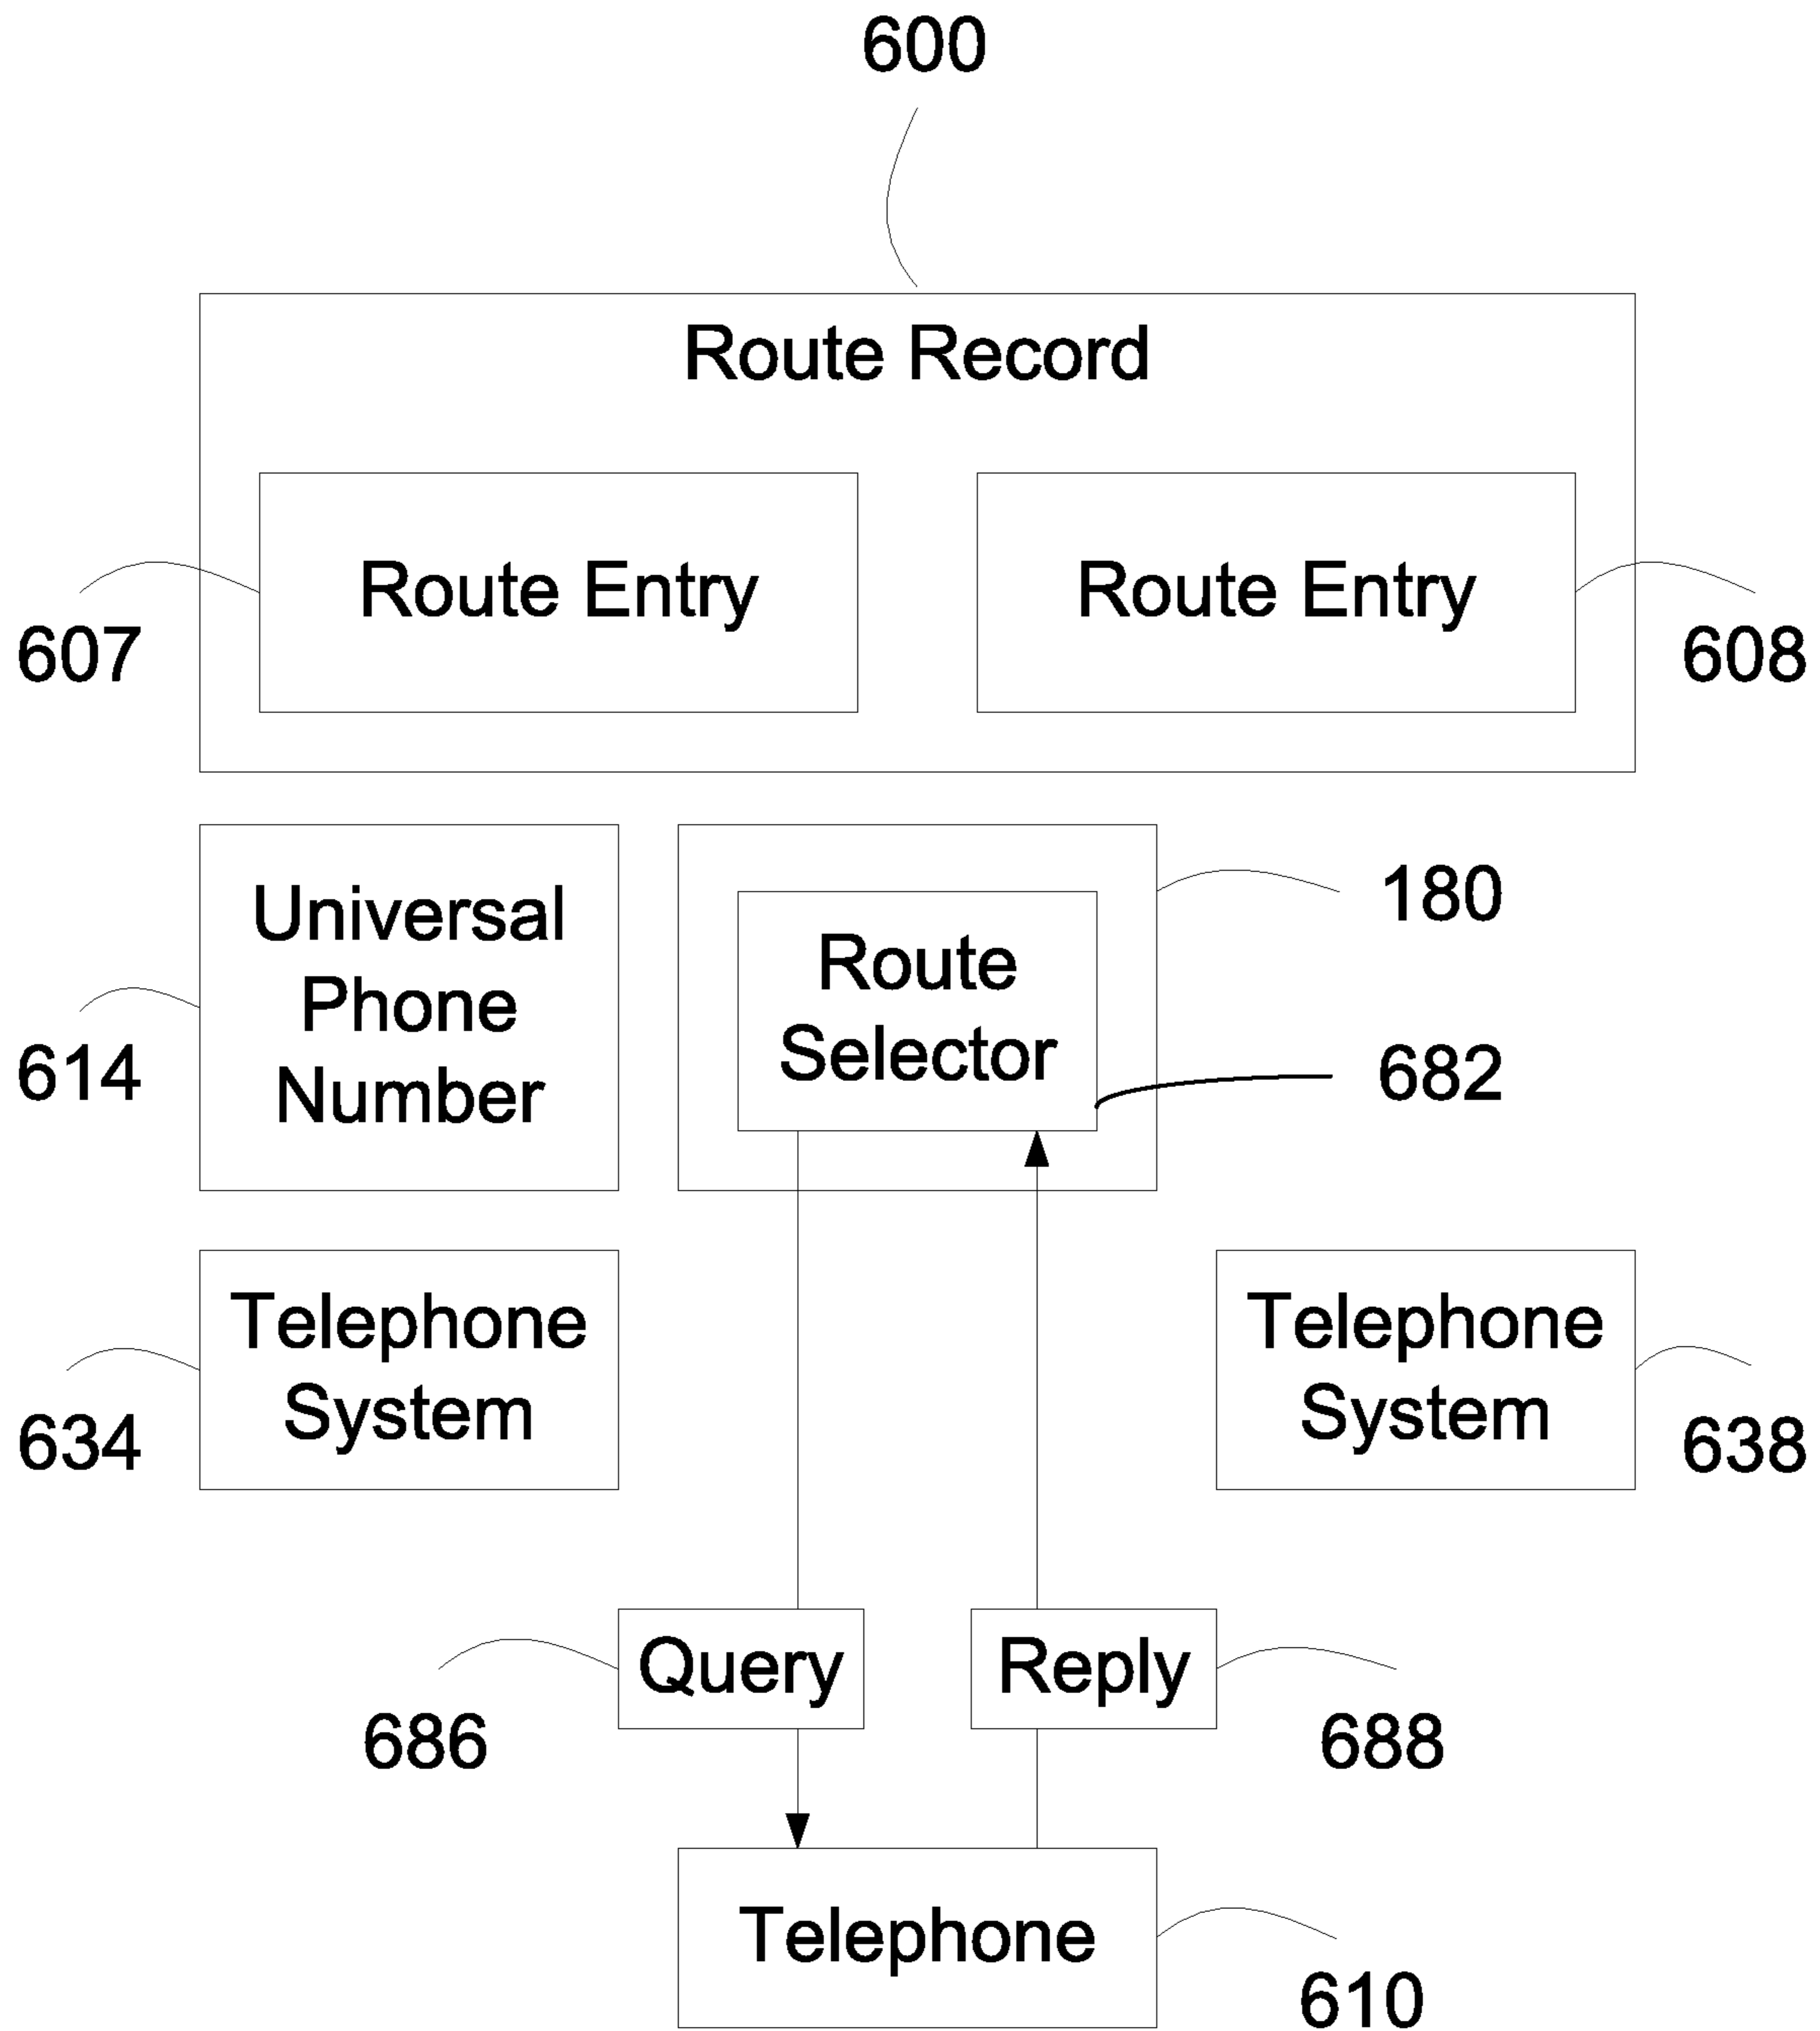 600
Route Record
Route Entry
Route Entry
607
608
Universal
Phone
Number
614
Route
Selector
180
682
Telephone
System
634
Telephone
System
638
Query
686
Reply
688
Telephone
610